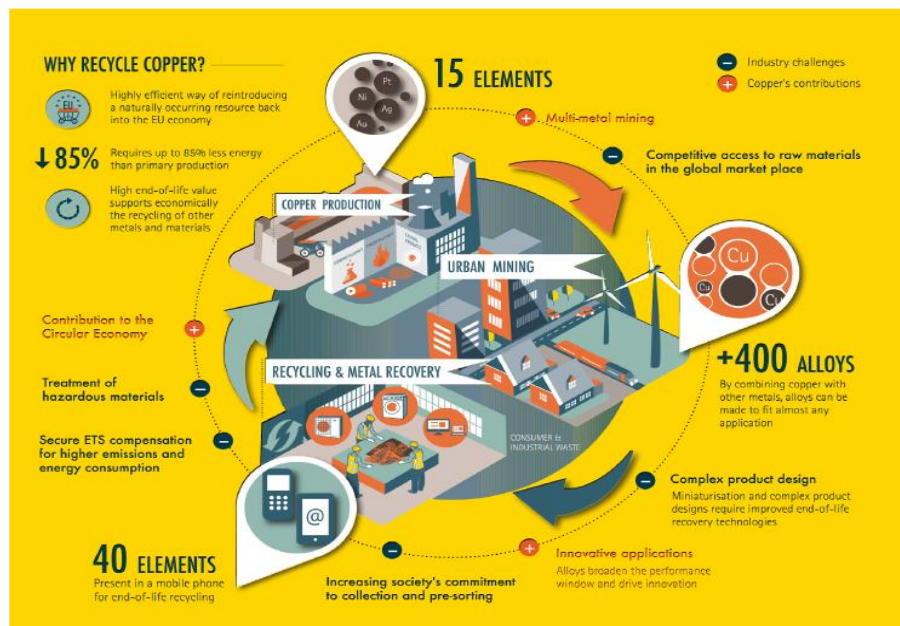 WHY RECYCLE COPPER?
EU
Highly efficient way of reintroducing
a naturally occurring resource back
into the EU economy
↓85%
Requires up to 85% less energy
than primary production
High end-of-life value
supports economically
the recycling of other
metals and materials
Pt
Ni
Ag
Au
15 ELEMENTS
Industry challenges
Copper's contributions
Multi-metal mining
Competitive access to raw materials
in the global market place
COPPER PRODUCTION
URBAN MINING
RECYCLING & METAL RECOVERY
CONSUMER &
INDUSTRIAL WASTE
Cu
Cu
Cu
+400 ALLOYS
By combining copper with
other metals, alloys can be
made to fit almost any
application
Contribution to the
Circular Economy
Treatment of
hazardous materials
Secure ETS compensation
for higher emissions and
energy consumption
@
40 ELEMENTS
Present in a mobile phone
for end-of-life recycling
Increasing society's commitment
to collection and pre-sorting
Innovative applications
Alloys broaden the performance
window and drive innovation
Complex product design
Miniaturisation and complex product
designs require improved end-of-life
recovery technologies